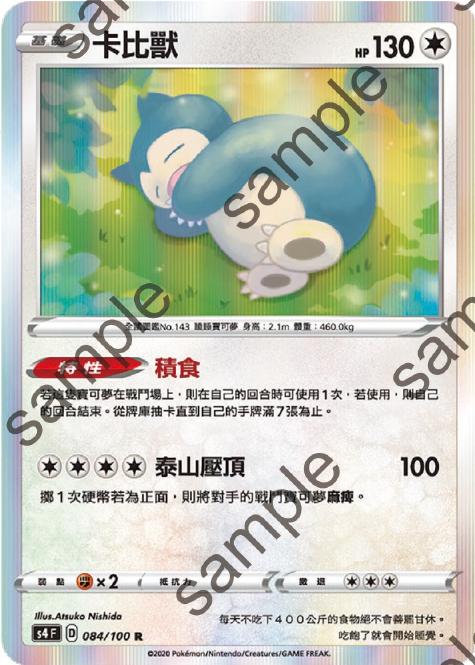 基礎 卡比獸 HP 130
全國圖鑑No.143 瞌睡寶可夢 身高：2.1m 體重：460.0kg
特性 積食
若這隻寶可夢在戰鬥場上，則在自己的回合時可使用1次，若使用，則自己
的回合結束。從牌庫抽卡直到自己的手牌滿7張為止。
泰山壓頂 100
擲1次硬幣若為正面，則將對手的戰鬥寶可夢麻痺。
弱點 ×2 抵抗力 撤退
Illus.Atsuko Nishida
s4F D 084/100 R
每天不吃下400公斤的食物絕不會善罷甘休。
吃飽了就會開始睡覺。
©2020 Pokémon/Nintendo/Creatures/GAME FREAK.
sample
sample
sample
sample
sample
sample